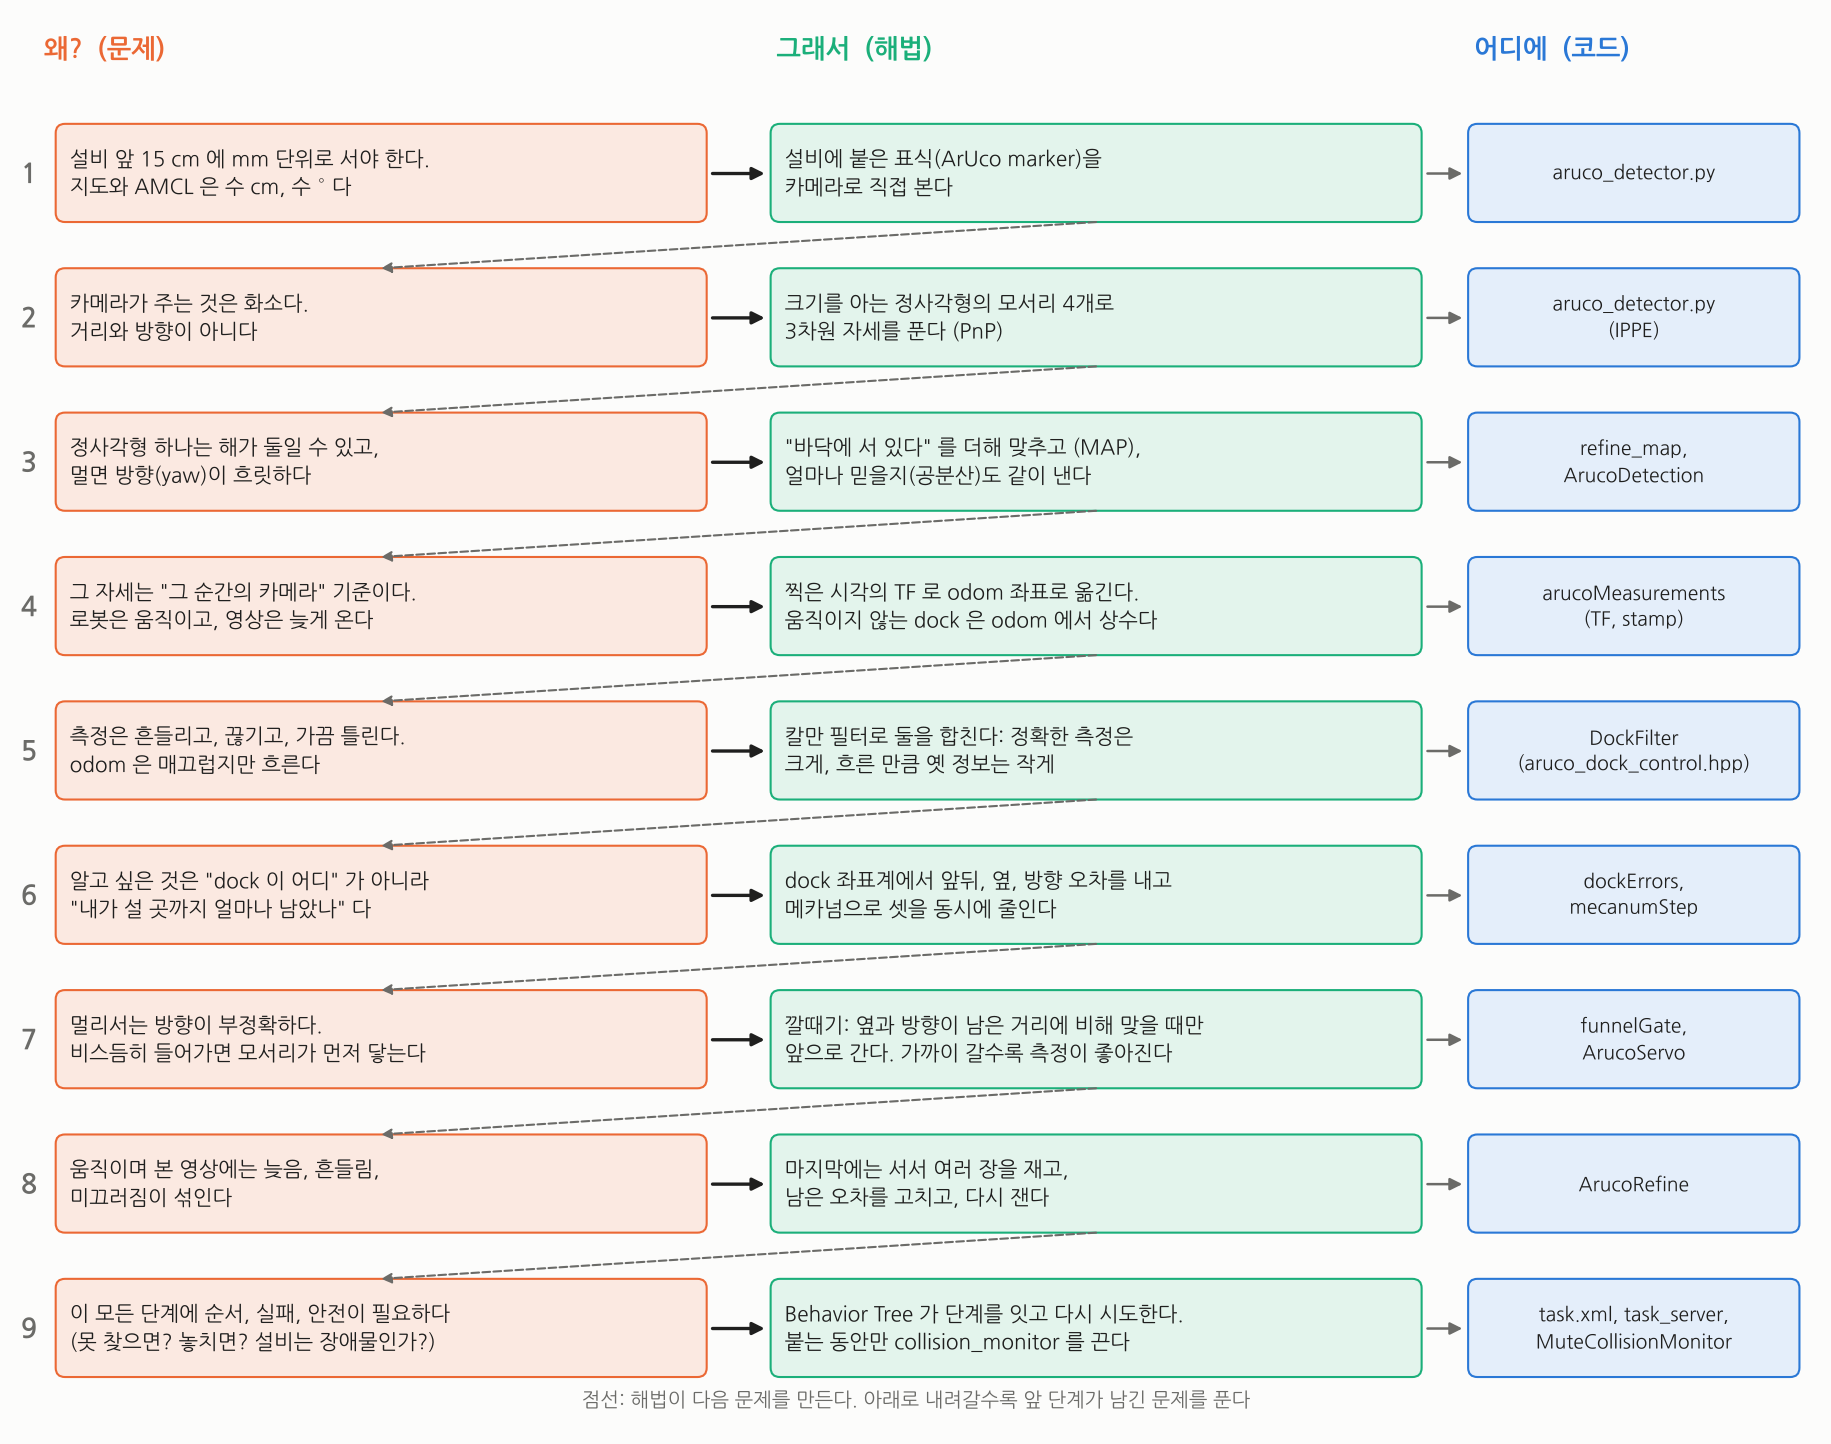 왜? (문제)
그래서 (해법)
어디에 (코드)
1
설비 앞 15 cm 에 mm 단위로 서야 한다.
지도와 AMCL 은 수 cm, 수 ° 다
설비에 붙은 표식(ArUco marker)을
카메라로 직접 본다
aruco_detector.py
2
카메라가 주는 것은 화소다.
거리와 방향이 아니다
크기를 아는 정사각형의 모서리 4개로
3차원 자세를 푼다 (PnP)
aruco_detector.py
(IPPE)
3
정사각형 하나는 해가 둘일 수 있고,
멀면 방향(yaw)이 흐릿하다
"바닥에 서 있다" 를 더해 맞추고 (MAP),
얼마나 믿을지(공분산)도 같이 낸다
refine_map,
ArucoDetection
4
그 자세는 "그 순간의 카메라" 기준이다.
로봇은 움직이고, 영상은 늦게 온다
찍은 시각의 TF 로 odom 좌표로 옮긴다.
움직이지 않는 dock 은 odom 에서 상수다
arucoMeasurements
(TF, stamp)
5
측정은 흔들리고, 끊기고, 가끔 틀린다.
odom 은 매끄럽지만 흐른다
칼만 필터로 둘을 합친다: 정확한 측정은
크게, 흐른 만큼 옛 정보는 작게
DockFilter
(aruco_dock_control.hpp)
6
알고 싶은 것은 "dock 이 어디" 가 아니라
"내가 설 곳까지 얼마나 남았나" 다
dock 좌표계에서 앞뒤, 옆, 방향 오차를 내고
메카넘으로 셋을 동시에 줄인다
dockErrors,
mecanumStep
7
멀리서는 방향이 부정확하다.
비스듬히 들어가면 모서리가 먼저 닿는다
깔때기: 옆과 방향이 남은 거리에 비해 맞을 때만
앞으로 간다. 가까이 갈수록 측정이 좋아진다
funnelGate,
ArucoServo
8
움직이며 본 영상에는 늦음, 흔들림,
미끄러짐이 섞인다
마지막에는 서서 여러 장을 재고,
남은 오차를 고치고, 다시 잰다
ArucoRefine
9
이 모든 단계에 순서, 실패, 안전이 필요하다
(못 찾으면? 놓치면? 설비는 장애물인가?)
Behavior Tree 가 단계를 잇고 다시 시도한다.
붙는 동안만 collision_monitor 를 끈다
task.xml, task_server,
MuteCollisionMonitor
점선: 해법이 다음 문제를 만든다. 아래로 내려갈수록 앞 단계가 남긴 문제를 푼다